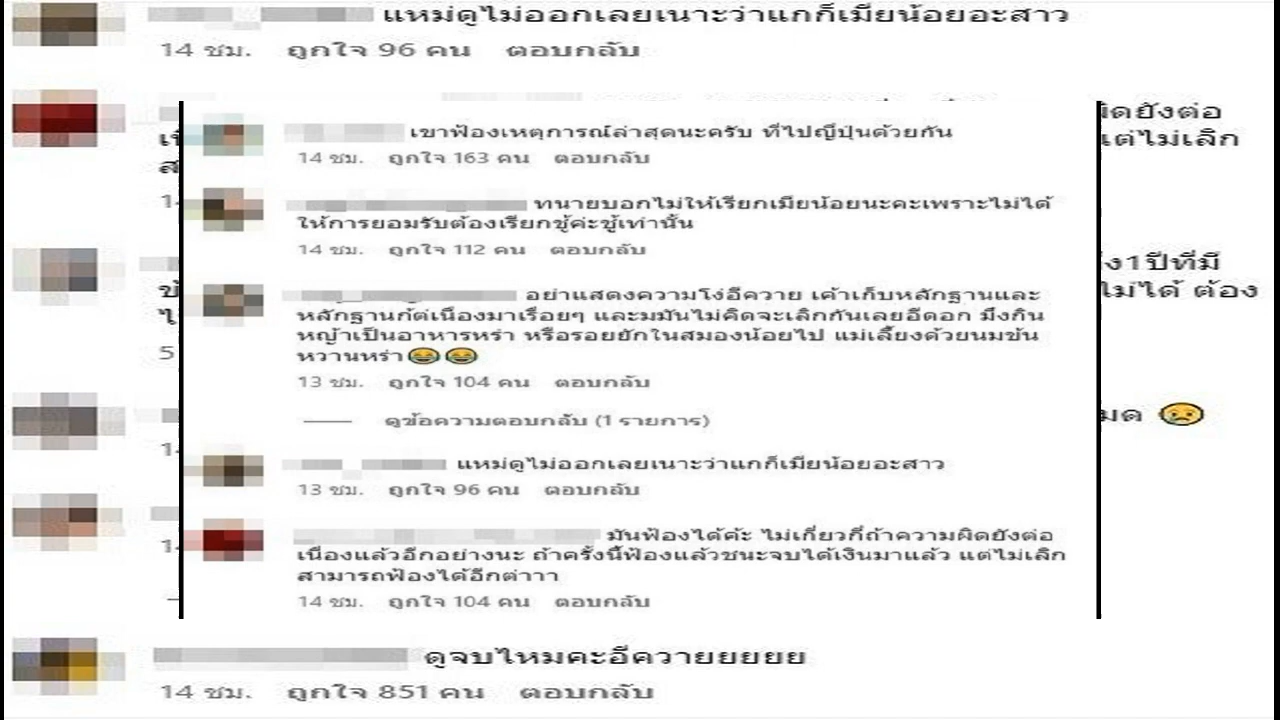 แหม่ดูไม่ออกเลยเนาะว่าแกก็เมียน้อยอะสาว
14 ชม. ถูกใจ 96 คน ตอบกลับ
เขาฟ้องเหตุการณ์ล่าสุดนะครับ ที่ไปญี่ปุ่นด้วยกัน
14 ชม. ถูกใจ 163 คน ตอบกลับ
ทนายบอกไม่ให้เรียกเมียน้อยนะคะเพราะไม่ได้
ให้การยอมรับต้องเรียกชู้ค่ะชู้เท่านั้น
14 ชม. ถูกใจ 112 คน ตอบกลับ
อย่าแสดงความโง่อีควาย เค้าเก็บหลักฐานและ
หลักฐานก้ต่เนื่องมาเรื่อยๆ และมมันไม่คิดจะเลิกกันเลยอีดอก มึงกิน
หญ้าเป็นอาหารหร่า หรือรอยยักในสมองน้อยไป แม่เลี้ยงด้วยนมข้น
หวานหร่า 😂 😂
13 ชม. ถูกใจ 104 คน ตอบกลับ
ดูข้อความตอบกลับ (1 รายการ)
แหม่ดูไม่ออกเลยเนาะว่าแกก็เมียน้อยอะสาว
13 ชม. ถูกใจ 96 คน ตอบกลับ
มันฟ้องได้ค้ะ ไม่เกี่ยวกี่ถ้าความผิดยังต่อ
เนื่องแล้วอีกอย่างนะ ถ้าครั้งนี้ฟ้องแล้วชนะจบได้เงินมาแล้ว แต่ไม่เลิก
สามารถฟ้องได้อีกต่าาา
14 ชม. ถูกใจ 104 คน ตอบกลับ
ผิดยังต่อ
แต่ไม่เลิก
1ปีที่มี
ไม่ได้ ต้อง
ดูจบไหมคะอีควายยยยย
14 ชม. ถูกใจ 851 คน ตอบกลับ